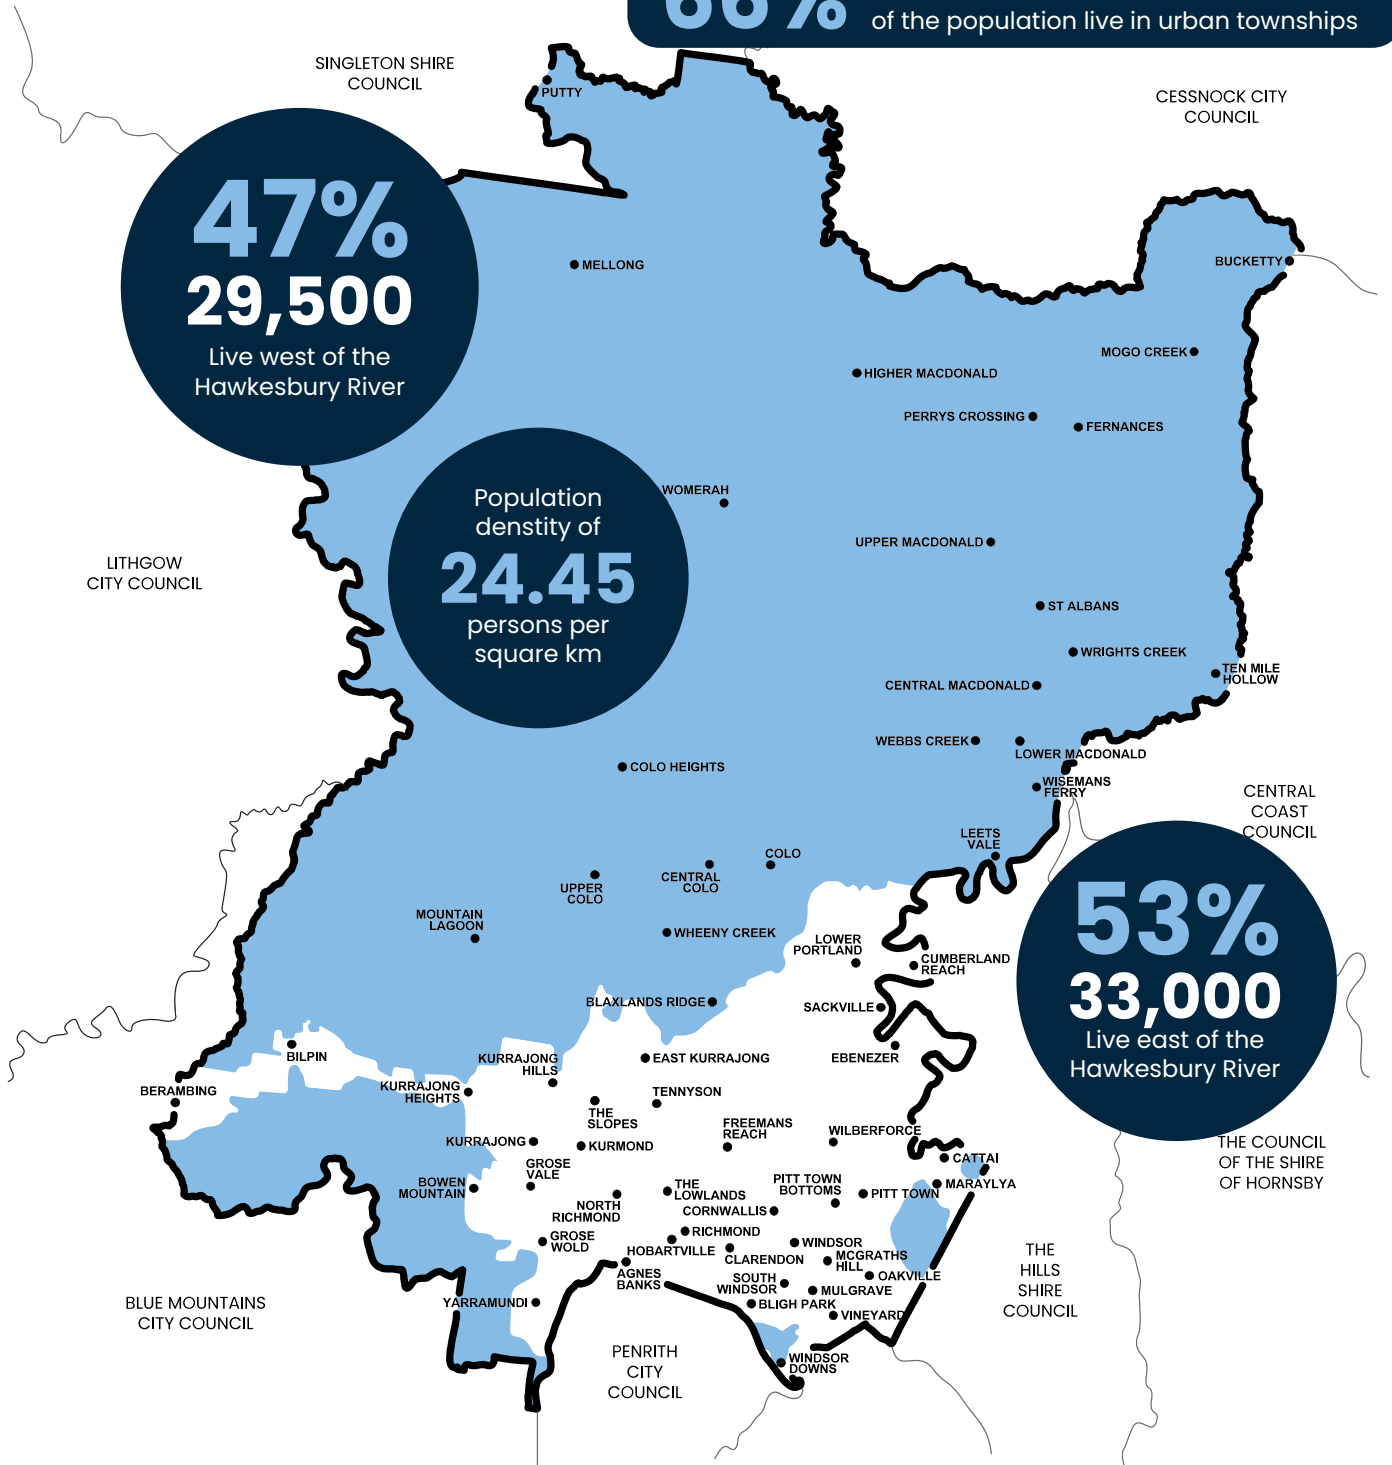 66%
of the population live in urban townships
SINGLETON SHIRE
COUNCIL
CESSNOCK CITY
COUNCIL
PUTTY
47%
29,500
Live west of the
Hawkesbury River
MELLONG
BUCKETTY
MOGO CREEK
HIGHER MACDONALD
PERRYS CROSSING
FERNANCES
WOMERAH
Population
denstity of
24.45
persons per
square km
UPPER MACDONALD
LITHGOW
CITY COUNCIL
ST ALBANS
WRIGHTS CREEK
TEN MILE
HOLLOW
CENTRAL MACDONALD
WEBBS CREEK
LOWER MACDONALD
COLO HEIGHTS
WISEMANS
FERRY
CENTRAL
COAST
COUNCIL
LEETS
VALE
COLO
CENTRAL
COLO
UPPER
COLO
MOUNTAIN
LAGOON
WHEENY CREEK
LOWER
PORTLAND
CUMBERLAND
REACH
53%
33,000
Live east of the
Hawkesbury River
BLAXLANDS RIDGE
SACKVILLE
EBENEZER
BILPIN
KURRAJONG
HILLS
EAST KURRAJONG
BERAMBING
KURRAJONG
HEIGHTS
TENNYSON
THE
SLOPES
FREEMANS
REACH
WILBERFORCE
KURRAJONG
KURMOND
CATTAI
THE COUNCIL
OF THE SHIRE
OF HORNSBY
GROSE
VALE
BOWEN
MOUNTAIN
THE
LOWLANDS
PITT TOWN
BOTTOMS
PITT TOWN
MARAYLYA
NORTH
RICHMOND
CORNWALLIS
RICHMOND
GROSE
WOLD
HOBARTVILLE
CLARENDON
WINDSOR
MCGRATHS
HILL
OAKVILLE
THE
HILLS
SHIRE
COUNCIL
AGNES
BANKS
SOUTH
WINDSOR
MULGRAVE
YARRAMUNDI
BLIGH PARK
VINEYARD
BLUE MOUNTAINS
CITY COUNCIL
WINDSOR
DOWNS
PENRITH
CITY
COUNCIL